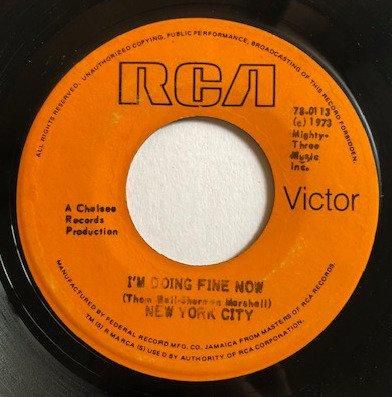 ALL RIGHTS RESERVED. UNAUTHORIZED COPYING, PUBLIC PERFORMANCE, BROADCASTING OF THIS RECORD FORBIDDEN.
RCA
78-0113
(c) 1973
Mighty-
Three
Music
Inc.
A Chelsea
Records
Production
Victor
I'M DOING FINE NOW
(Thom Bell-Sherman Marshall)
NEW YORK CITY
MANUFACTURED BY FEDERAL RECORD MFG. CO. JAMAICA FROM MASTERS OF RCA RECORDS.
TM (S) R MARCA (S) USED BY AUTHORITY OF RCA CORPORATION.